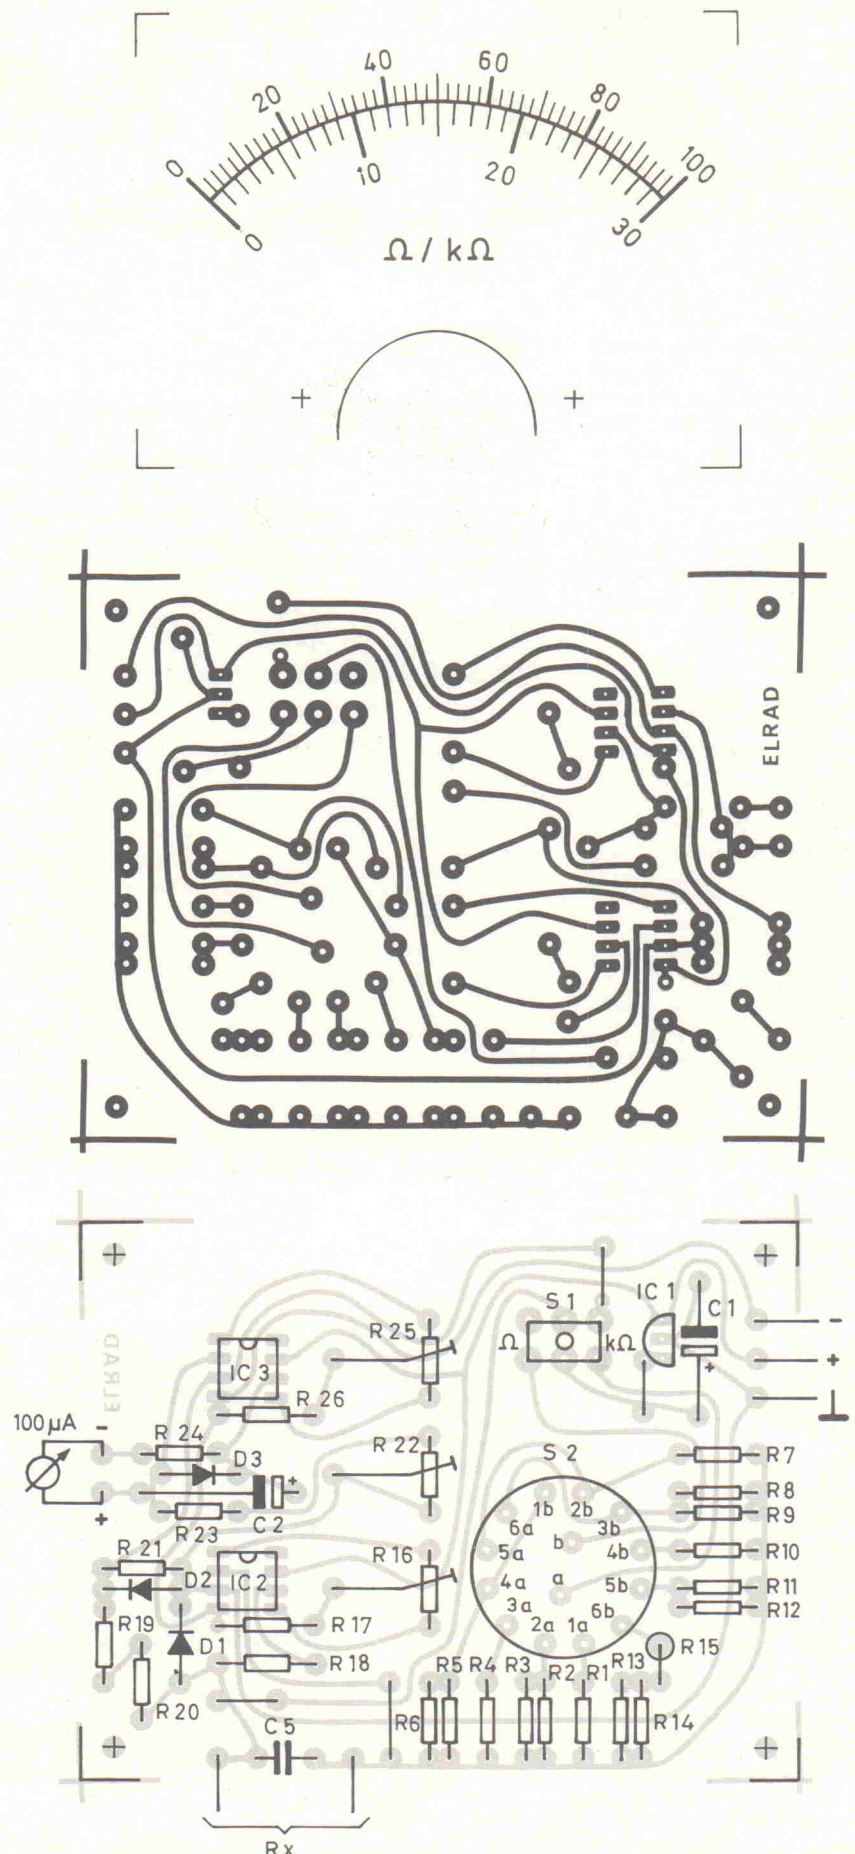 0 20 40 60 80 100
0 10 20 30
Ω / kΩ
ELRAD
S1
IC 1
C1
R 25
Ω
kΩ
-
+
IC 3
ELRAD
R 26
100 µA
-
R 24
D3
R 22
S 2
R 7
+
R 23
C 2
+
R 8
R 9
1b 2b
6a 3b
b
5a 4b
R 10
R 21
D2
IC 2
R 16
4a a 5b
R 11
R 12
3a 6b
2a 1a
R 19
D1
R 17
R 15
R 18
R5 R4 R3 R2 R1 R13
R 20
C 5
R6
R 14
Rx